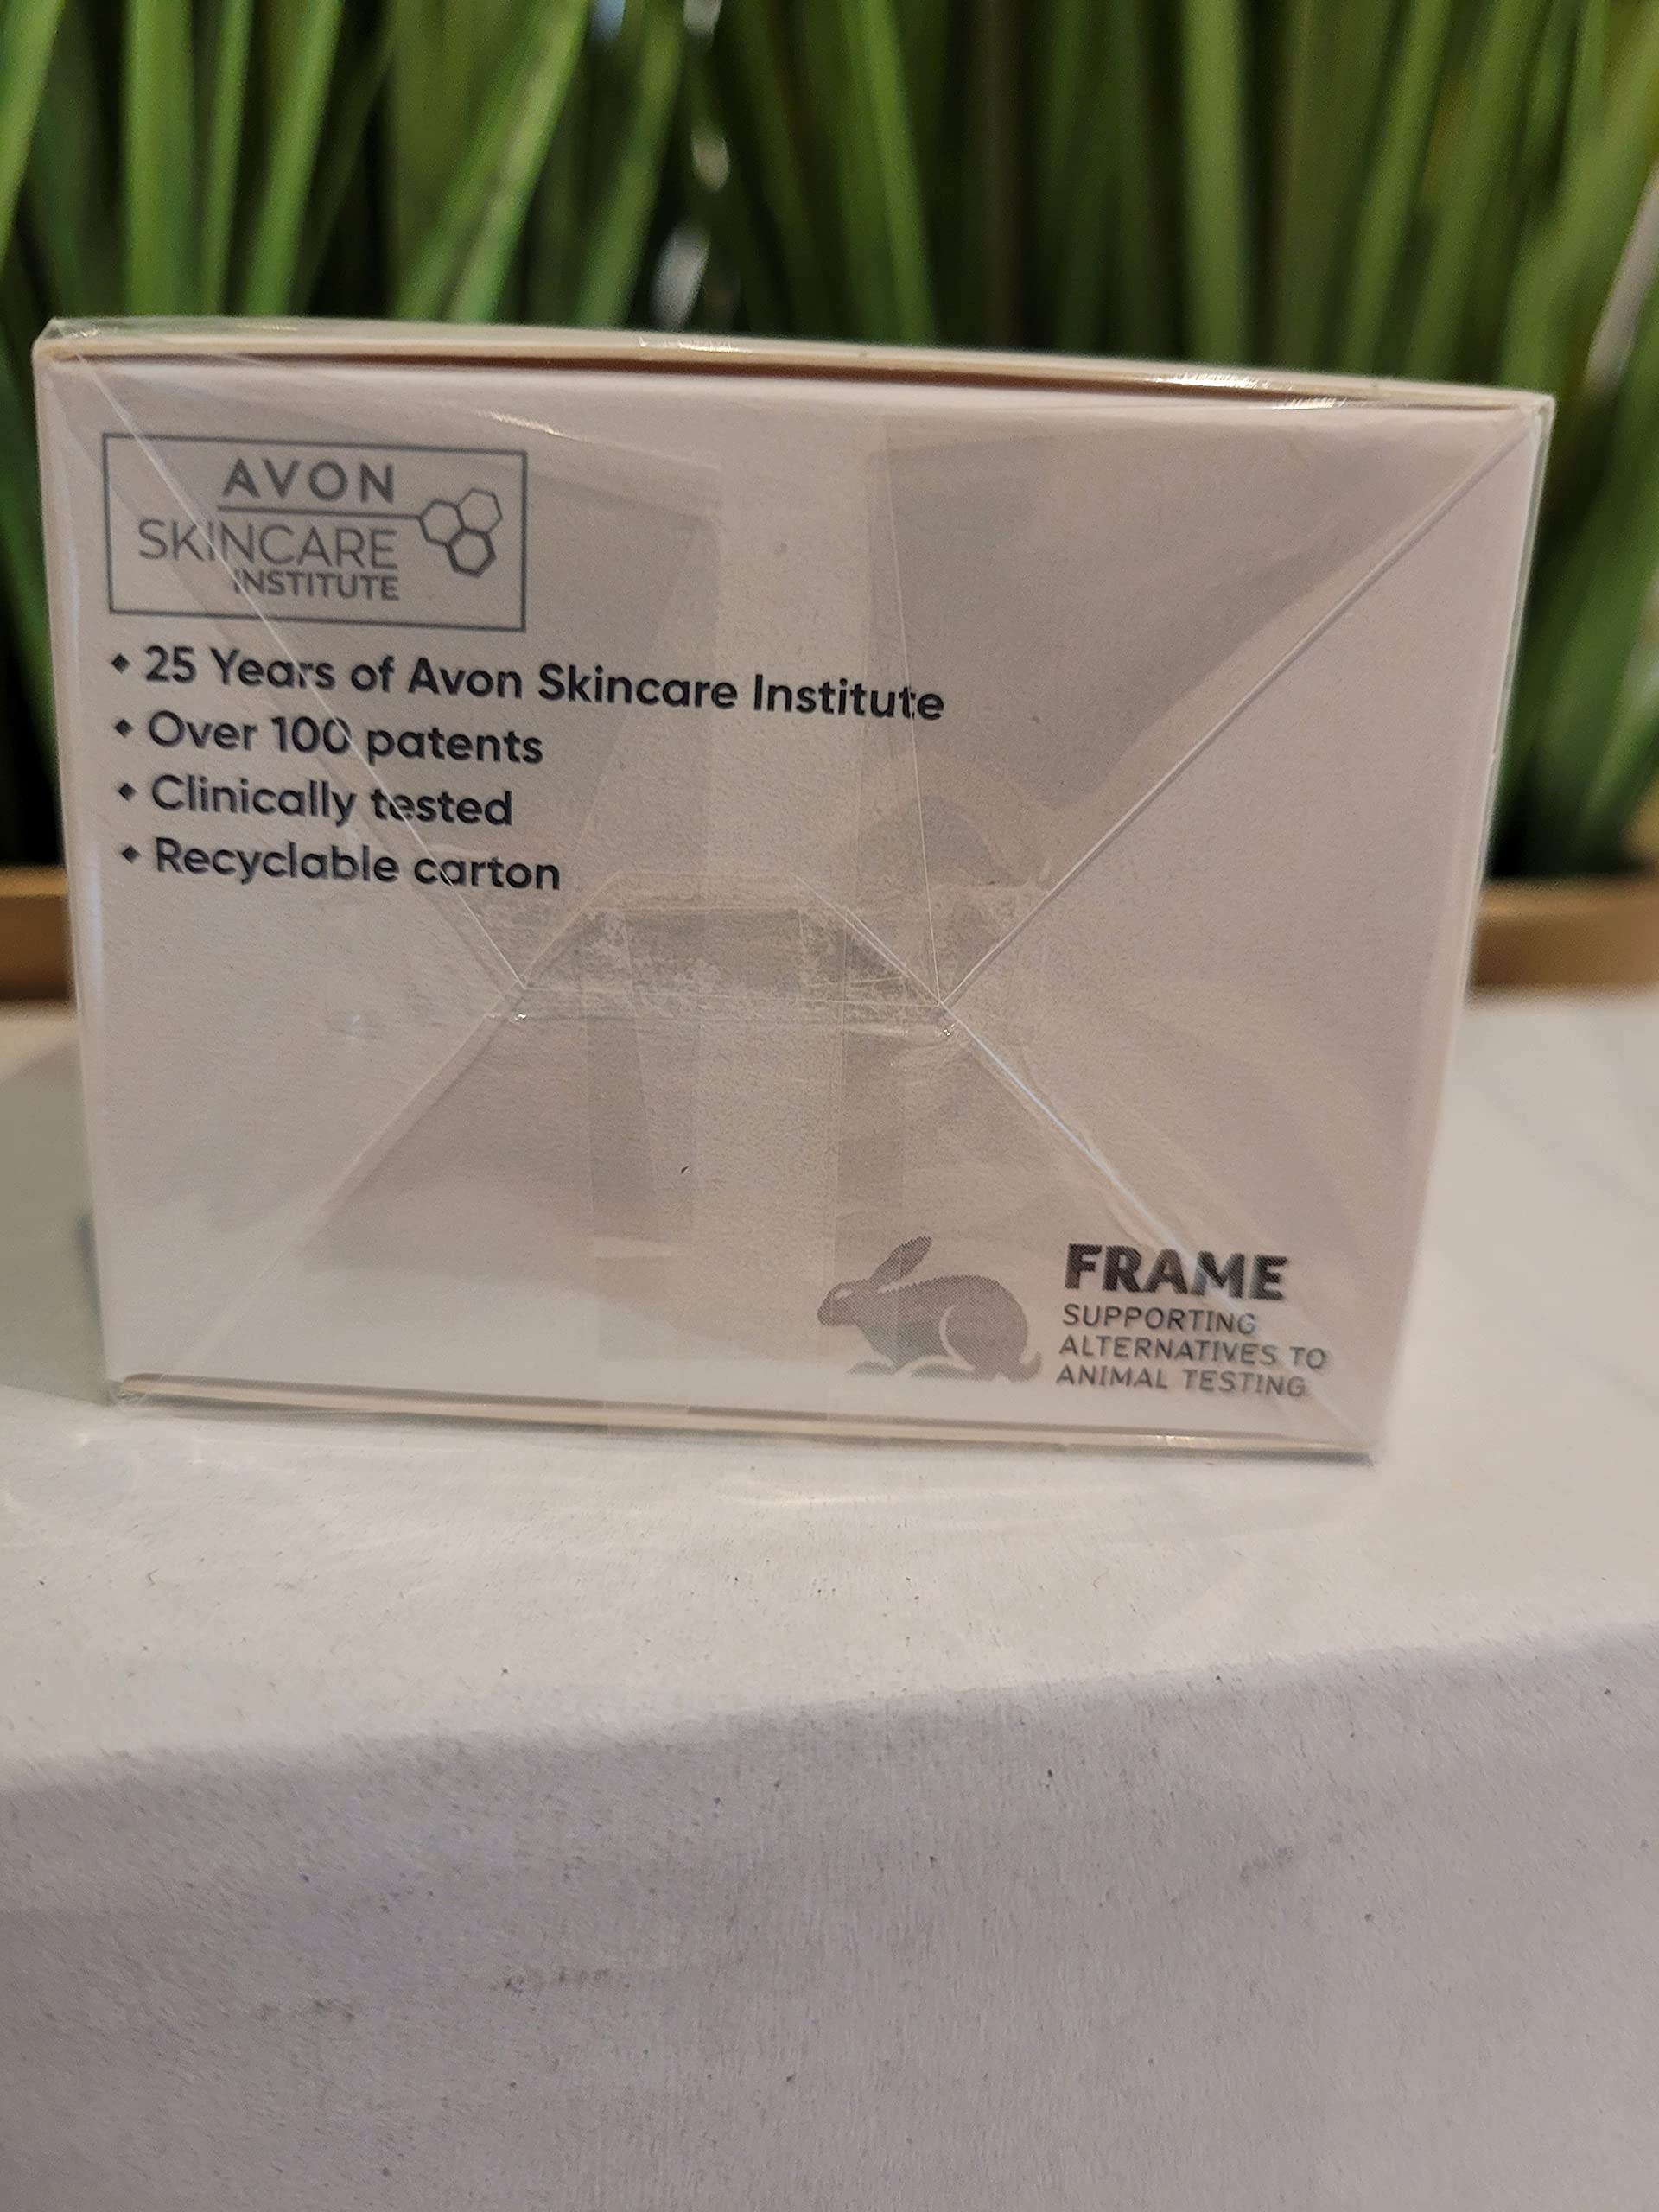 AVON
SKINCARE
INSTITUTE
◆ 25 Years of Avon Skincare Institute
◆ Over 100 patents
◆ Clinically tested
◆ Recyclable carton
FRAME
SUPPORTING
ALTERNATIVES TO
ANIMAL TESTING